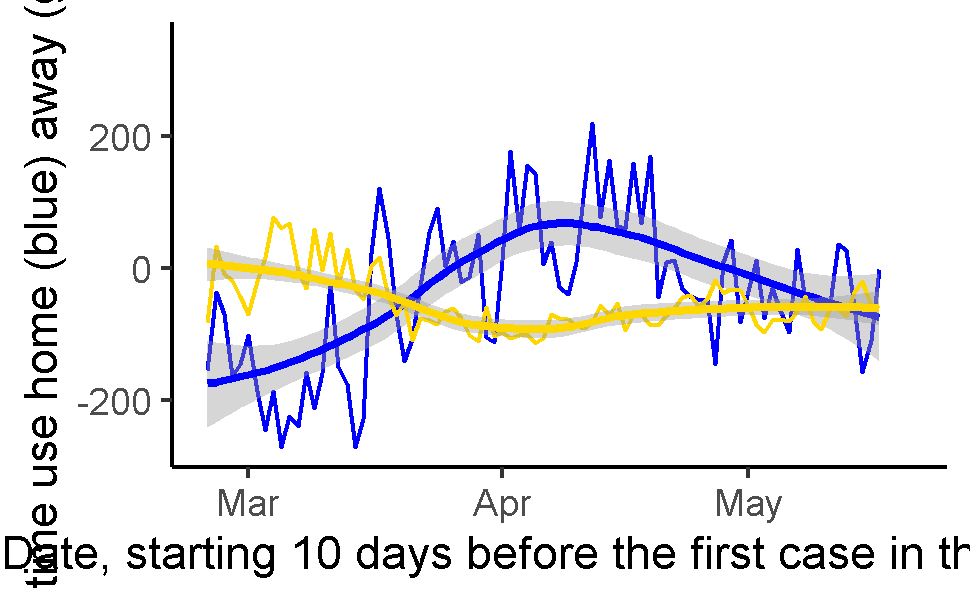 time use home (blue) away (
200
0
-200
Mar Apr May
Date, starting 10 days before the first case in th